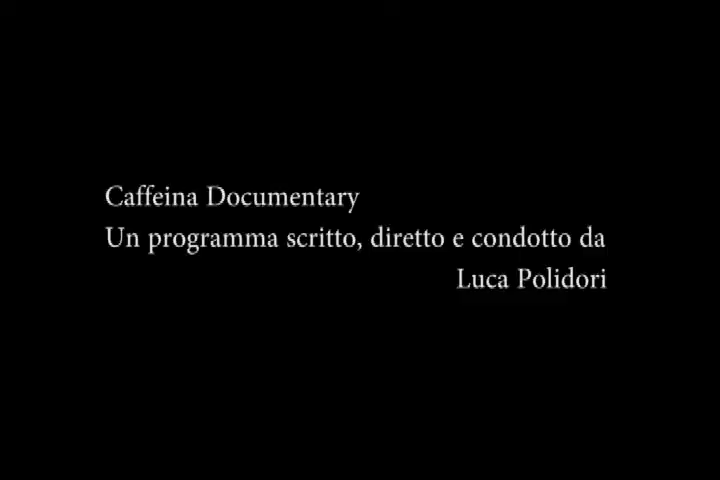 Caffeina Documentary
Un programma scritto, diretto e condotto da
Luca Polidori